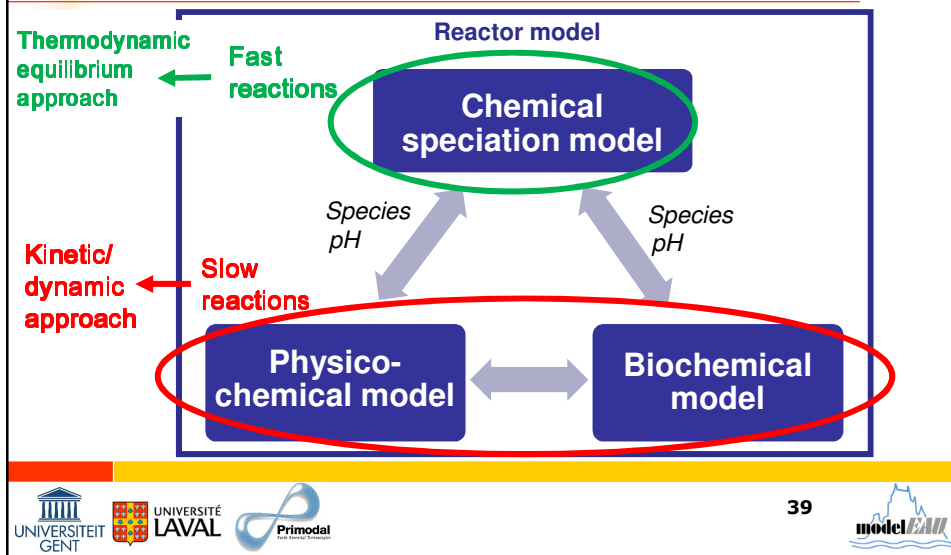 Reactor model
Thermodynamic
equilibrium
approach
Fast
reactions
Chemical
speciation model
Species
pH
Species
pH
Kinetic/
dynamic
approach
Slow
reactions
Physico-
chemical model
Biochemical
model
UNIVERSITEIT
GENT
UNIVERSITÉ
LAVAL
Primodal
39
modelEAU